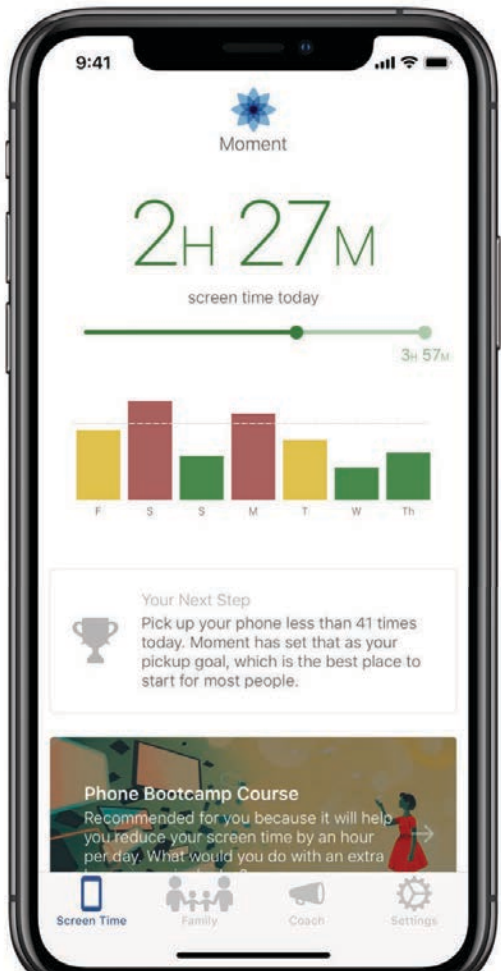 9:41
Moment
2H 27M
screen time today
3H 57M
F S S M T W Th
Your Next Step
Pick up your phone less than 41 times
today. Moment has set that as your
pickup goal, which is the best place to
start for most people.
Phone Bootcamp Course
Recommended for you because it will help
you reduce your screen time by an hour
per day. What would you do with an extra
Screen Time Family Coach Settings